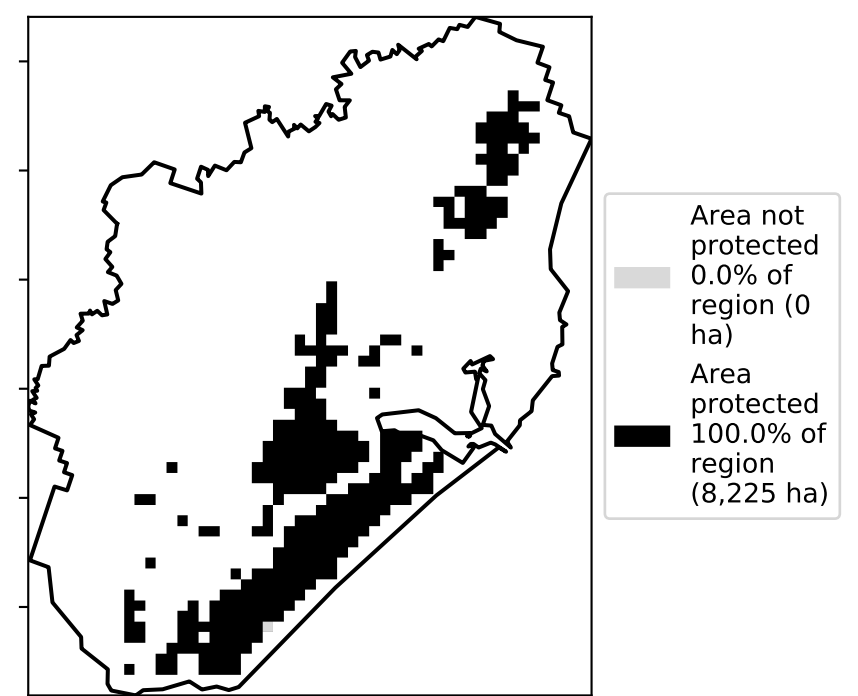 Area not
protected
0.0% of
region (0
ha)
Area
protected
100.0% of
region
(8,225 ha)